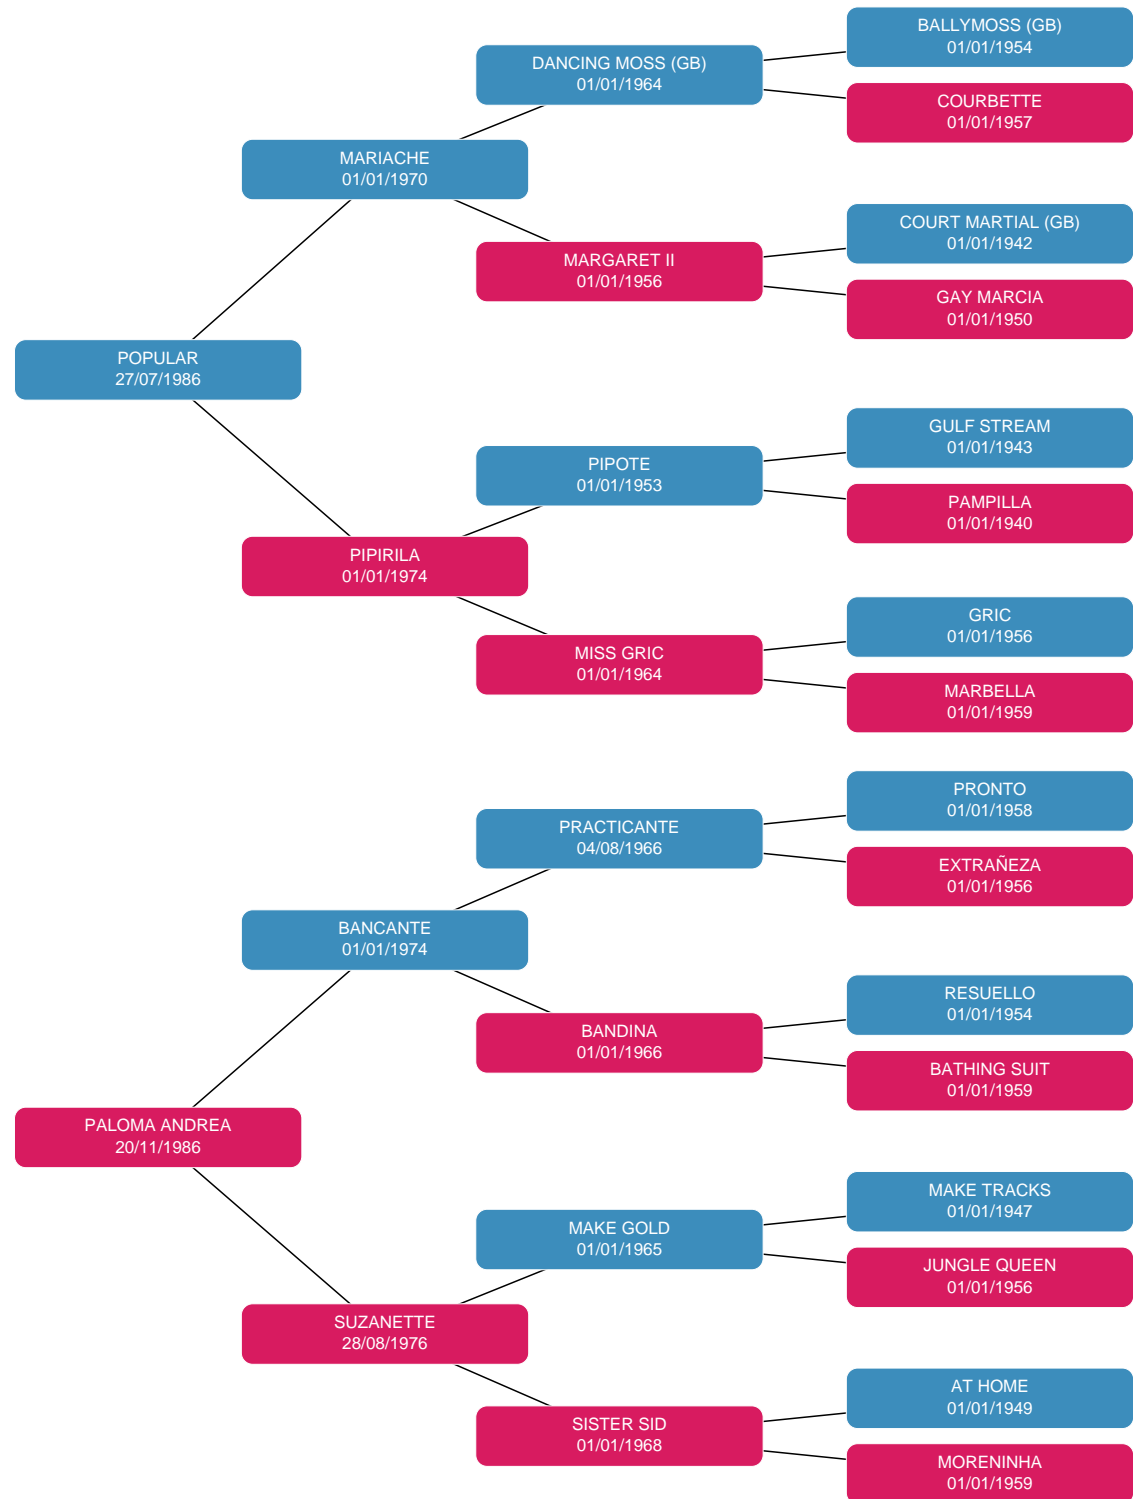 BALLYMOSS (GB)
01/01/1954
DANCING MOSS (GB)
01/01/1964
COURBETTE
01/01/1957
MARIACHE
01/01/1970
COURT MARTIAL (GB)
01/01/1942
MARGARET II
01/01/1956
GAY MARCIA
01/01/1950
POPULAR
27/07/1986
GULF STREAM
01/01/1943
PIPOTE
01/01/1953
PAMPILLA
01/01/1940
PIPIRILA
01/01/1974
GRIC
01/01/1956
MISS GRIC
01/01/1964
MARBELLA
01/01/1959
PRONTO
01/01/1958
PRACTICANTE
04/08/1966
EXTRAÑEZA
01/01/1956
BANCANTE
01/01/1974
RESUELLO
01/01/1954
BANDINA
01/01/1966
BATHING SUIT
01/01/1959
PALOMA ANDREA
20/11/1986
MAKE TRACKS
01/01/1947
MAKE GOLD
01/01/1965
JUNGLE QUEEN
01/01/1956
SUZANETTE
28/08/1976
AT HOME
01/01/1949
SISTER SID
01/01/1968
MORENINHA
01/01/1959